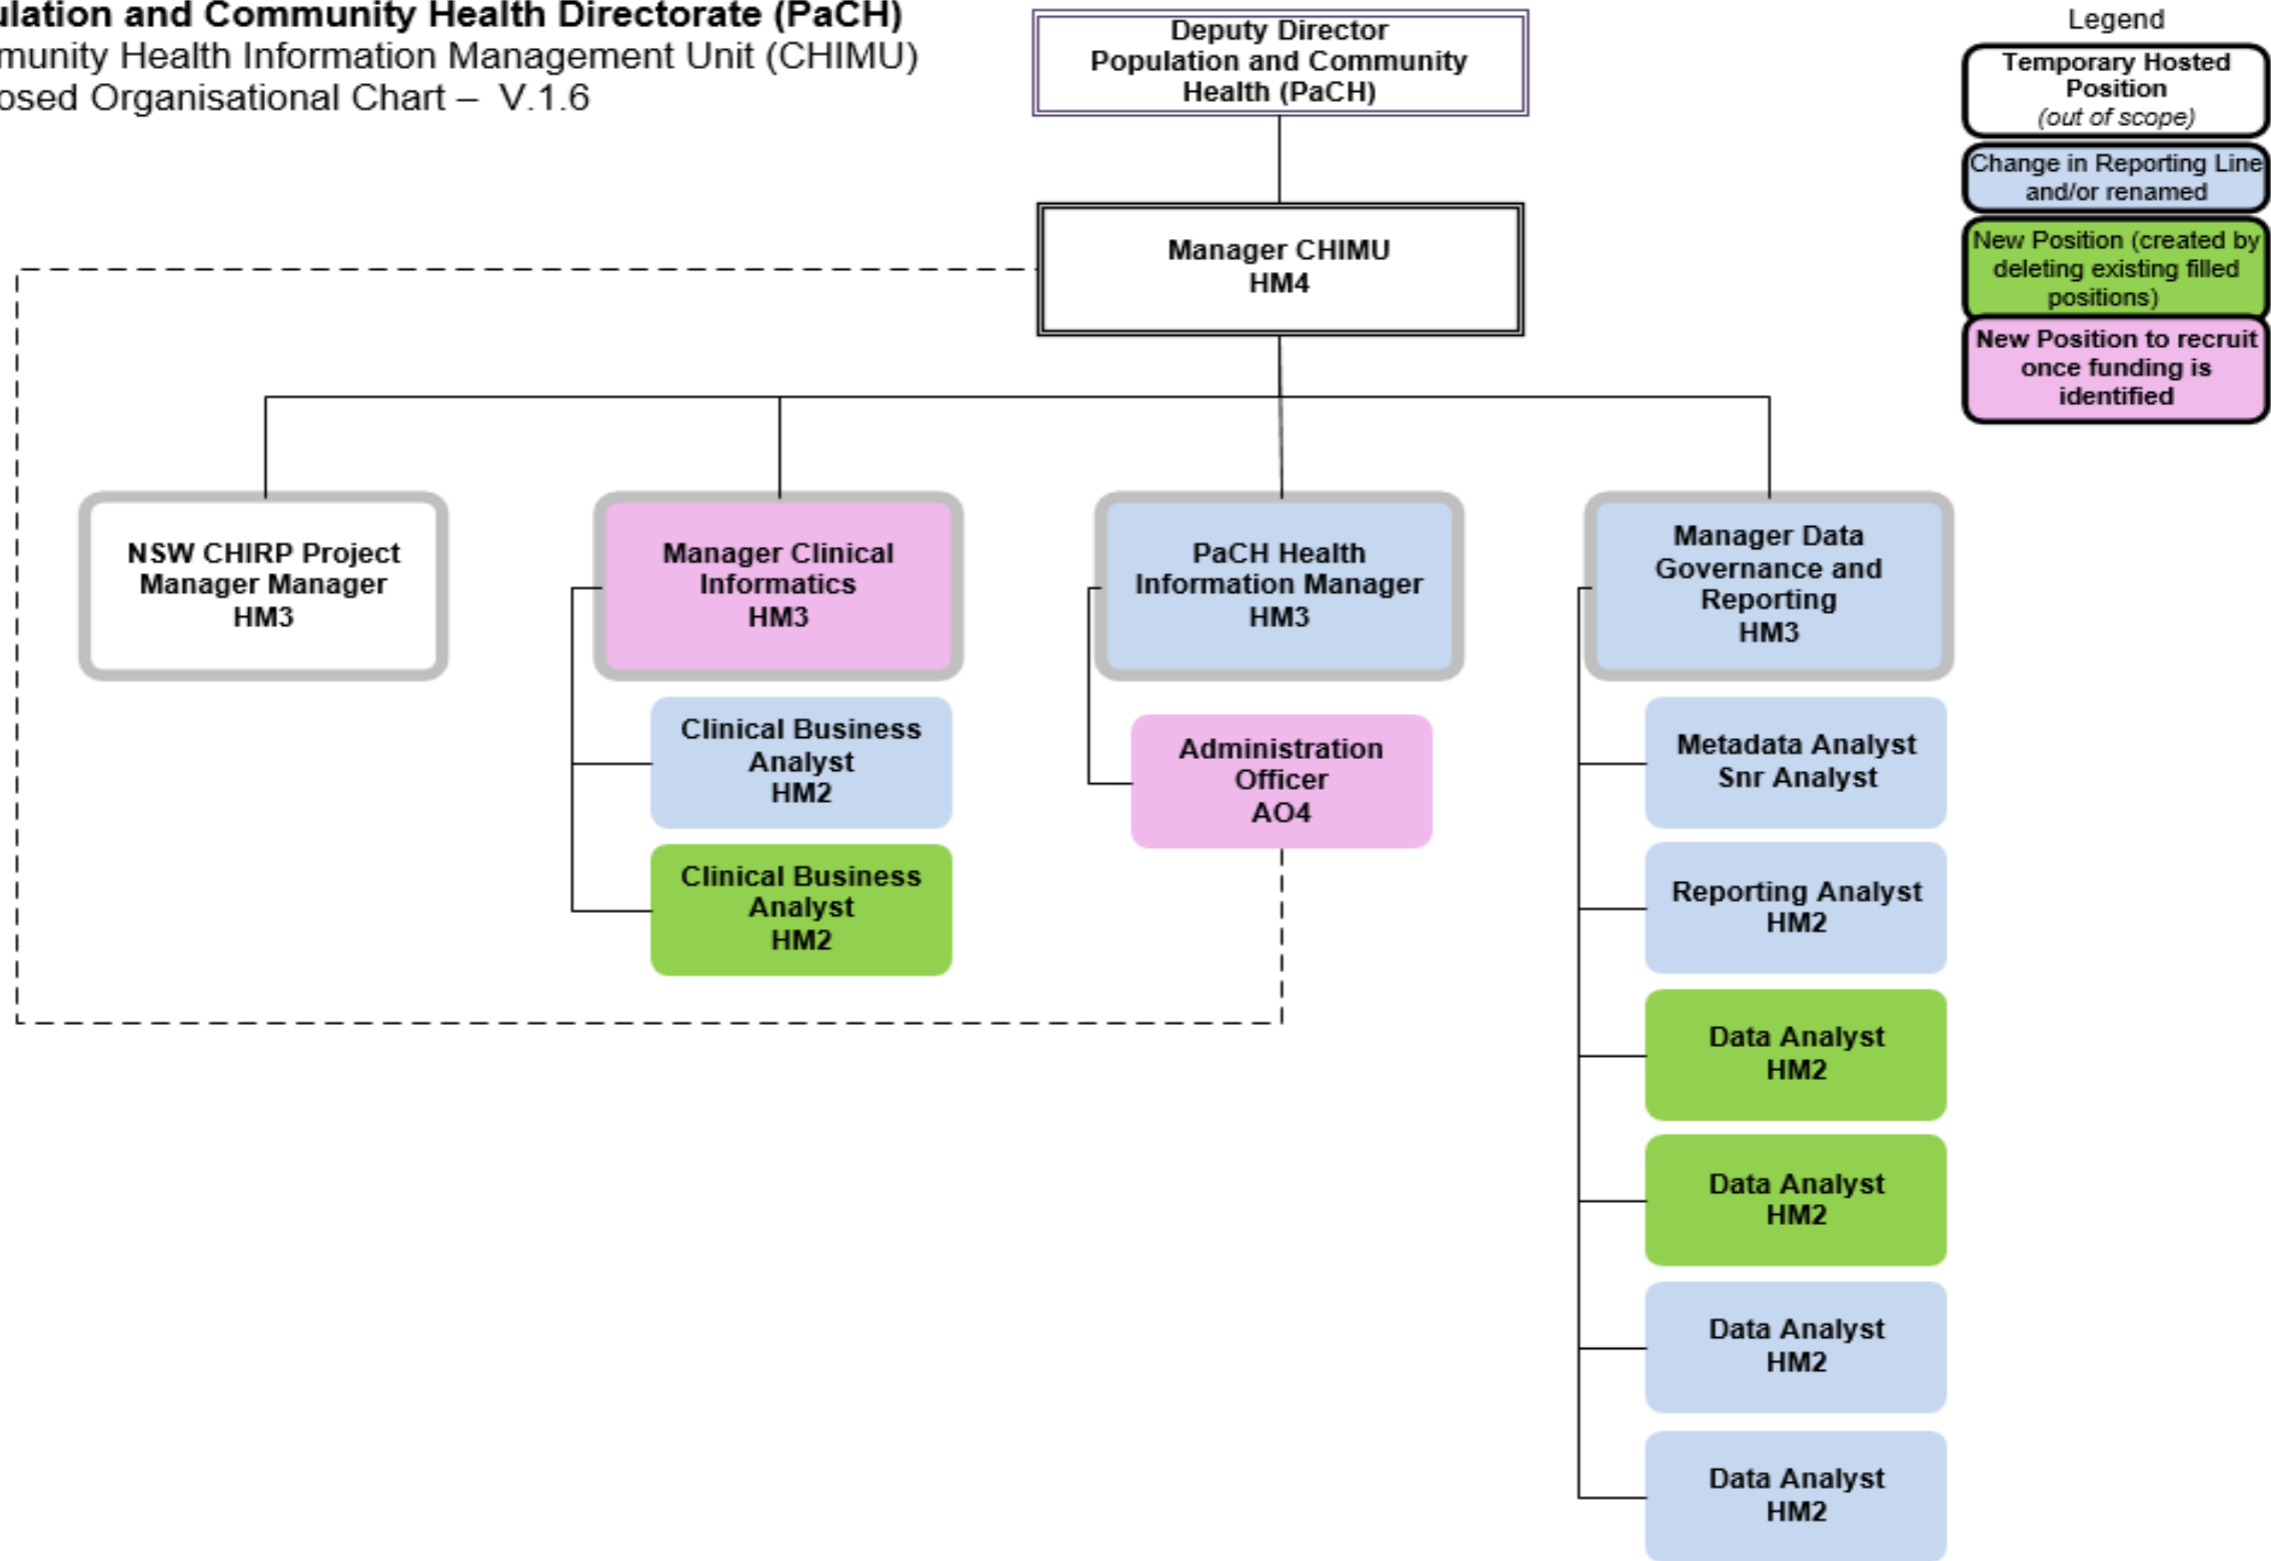 ulation and Community Health Directorate (PaCH)
munity Health Information Management Unit (CHIMU)
osed Organisational Chart – V.1.6
Deputy Director
Population and Community
Health (PaCH)
Legend
Temporary Hosted
Position
(out of scope)
Change in Reporting Line
and/or renamed
New Position (created by
deleting existing filled
positions)
New Position to recruit
once funding is
identified
Manager CHIMU
HM4
NSW CHIRP Project
Manager Manager
HM3
Manager Clinical
Informatics
HM3
PaCH Health
Information Manager
HM3
Manager Data
Governance and
Reporting
HM3
Clinical Business
Analyst
HM2
Clinical Business
Analyst
HM2
Administration
Officer
AO4
Metadata Analyst
Snr Analyst
Reporting Analyst
HM2
Data Analyst
HM2
Data Analyst
HM2
Data Analyst
HM2
Data Analyst
HM2